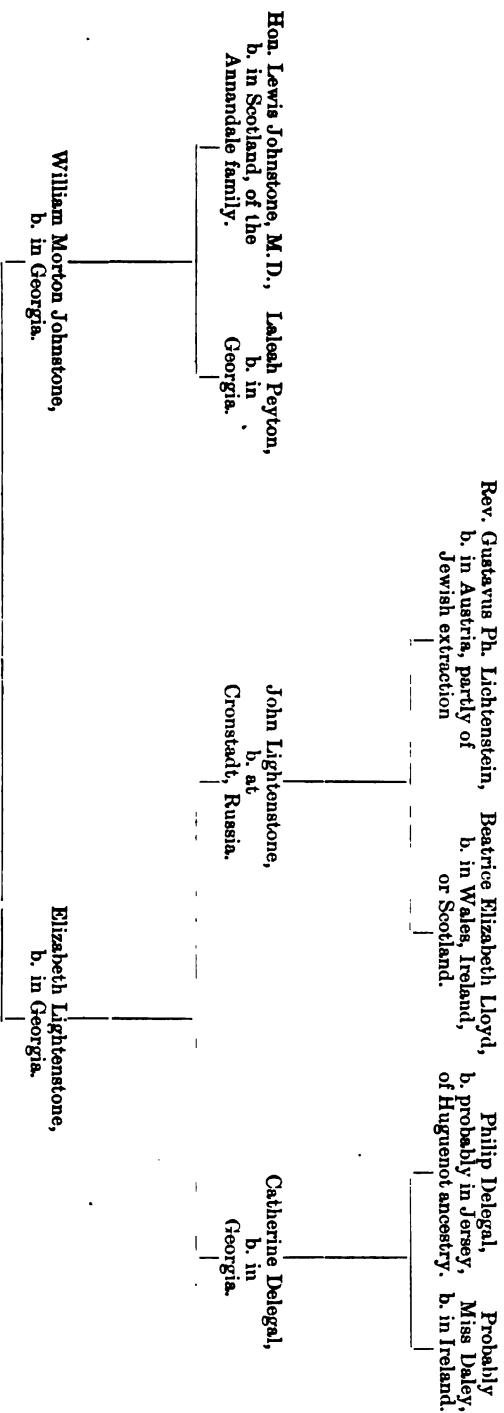 Rev. Gustavus Ph. Lichtenstein,
b. in Austria, partly of
Jewish extraction
Beatrice Elizabeth Lloyd,
b. in Wales, Ireland,
or Scotland.
Philip Delegal,
b. probably in Jersey,
of Huguenot ancestry.
Probably
Miss Daley,
b. in Ireland.
Hon. Lewis Johnstone, M.D.,
b. in Scotland, of the
Annandale family.
Laleah Peyton,
b. in
Georgia.
John Lightenstone,
b. at
Cronstadt, Russia.
Catherine Delegal,
b. in
Georgia.
William Morton Johnstone,
b. in Georgia.
Elizabeth Lightenstone,
b. in Georgia.